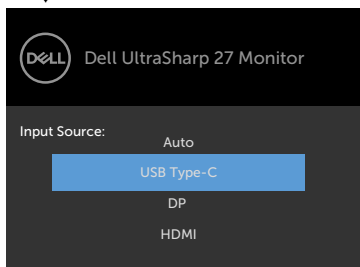 DELL Dell UltraSharp 27 Monitor
Input Source:
Auto
USB Type-C
DP
HDMI